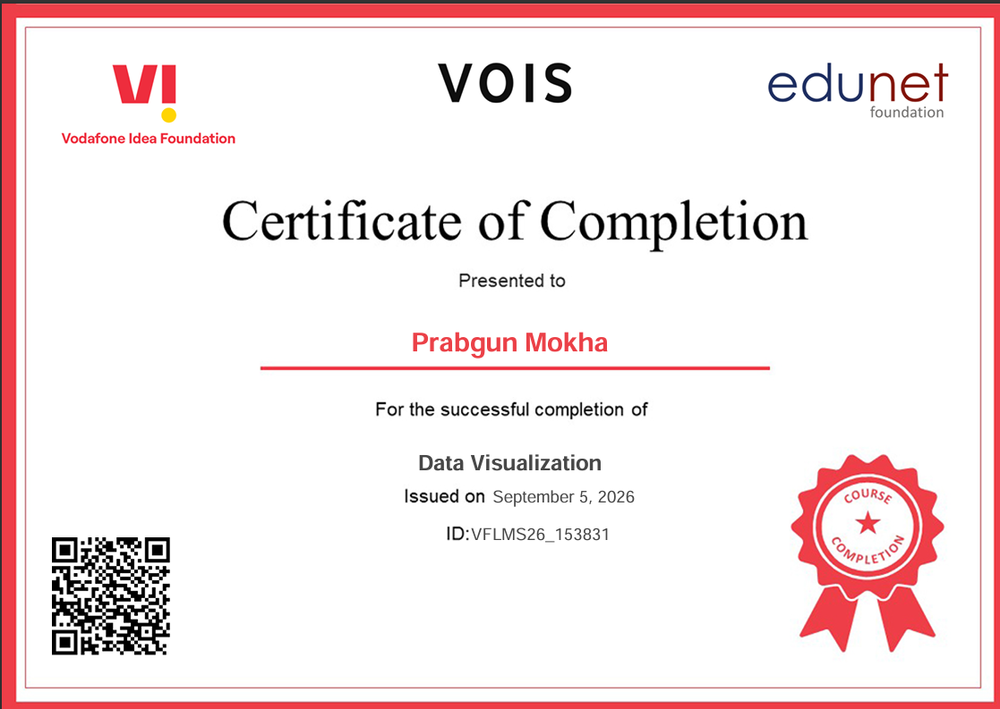 VI
Vodafone Idea Foundation
VOIS
edunet
foundation
Certificate of Completion
Presented to
Prabgun Mokha
For the successful completion of
Data Visualization
Issued on September 5, 2026
ID:VFLMS26_153831
COURSE
COMPLETION